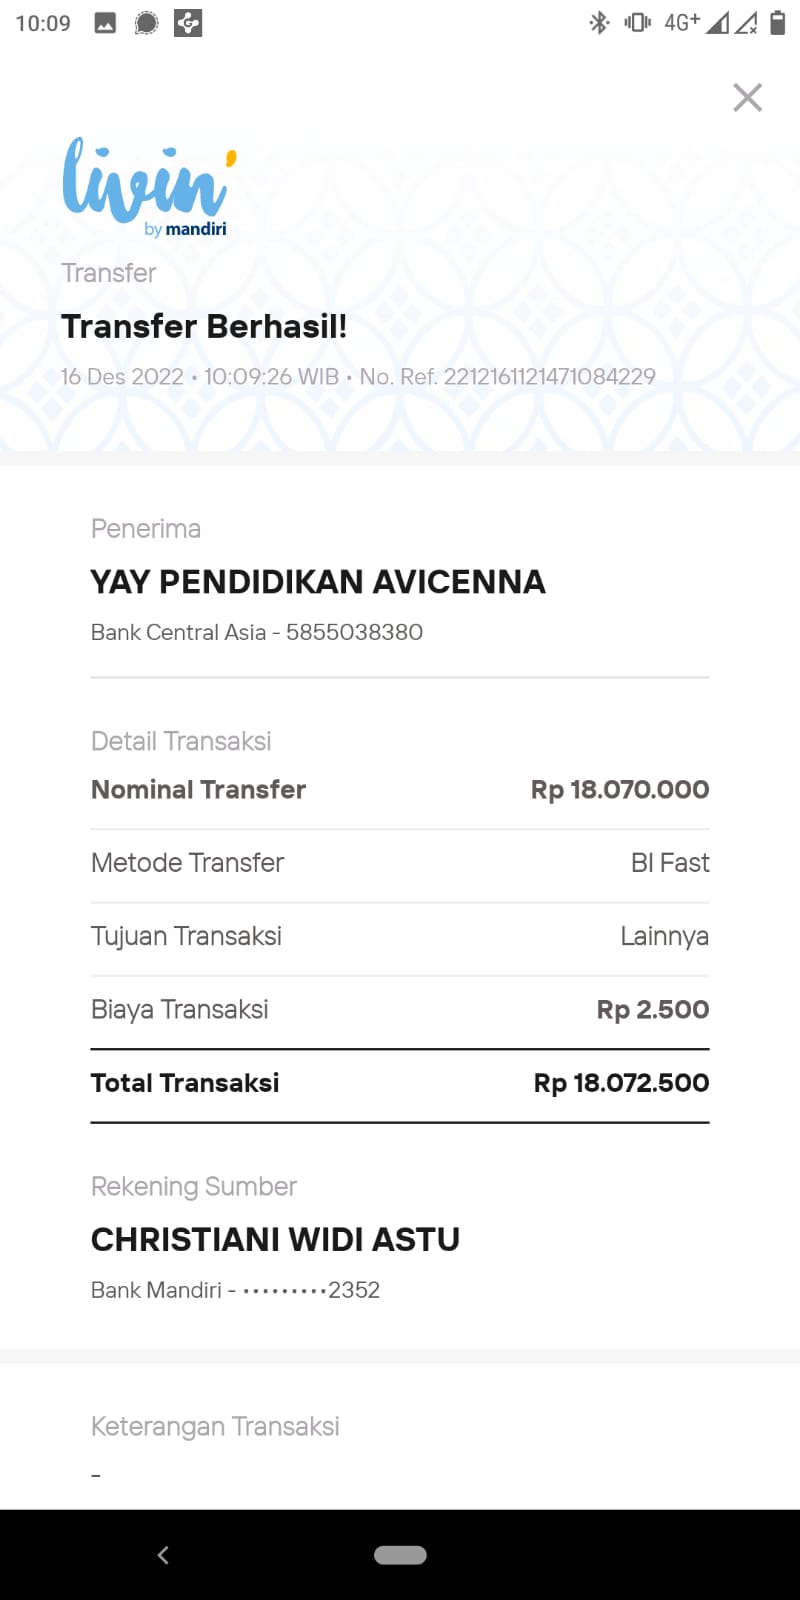 10:09
4G+
livin'
by mandiri
Transfer
Transfer Berhasil!
16 Des 2022 • 10:09:26 WIB • No. Ref. 2212161121471084229
Penerima
YAY PENDIDIKAN AVICENNA
Bank Central Asia - 5855038380
Detail Transaksi
Nominal Transfer Rp 18.070.000
Metode Transfer BI Fast
Tujuan Transaksi Lainnya
Biaya Transaksi Rp 2.500
Total Transaksi Rp 18.072.500
Rekening Sumber
CHRISTIANI WIDI ASTU
Bank Mandiri - •••••••••2352
Keterangan Transaksi
-